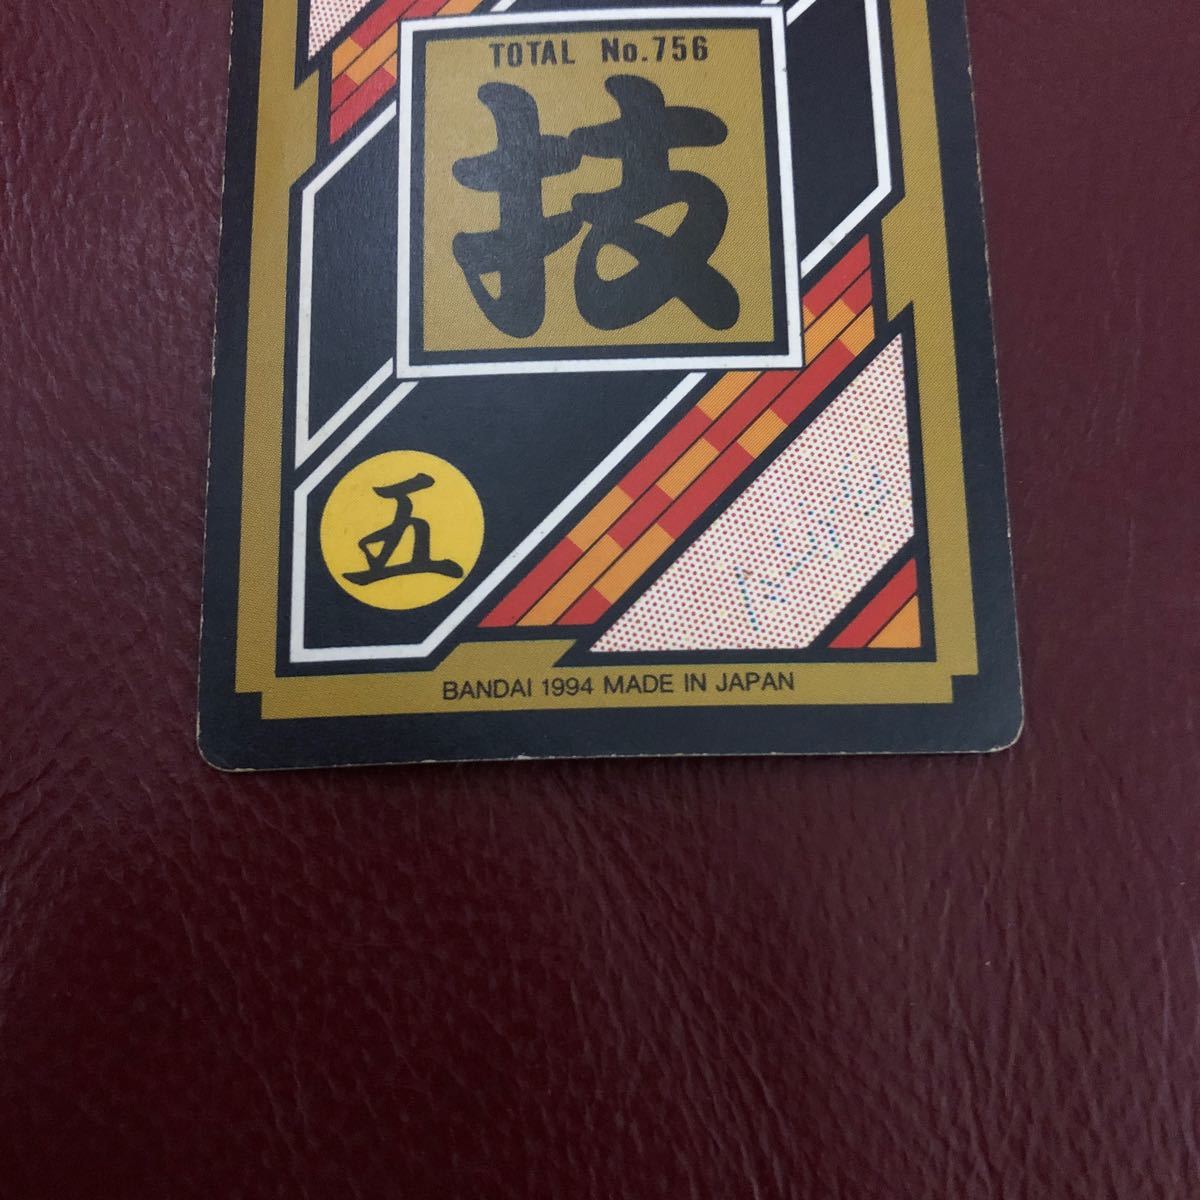 TOTAL No.756
技
五
BANDAI 1994 MADE IN JAPAN